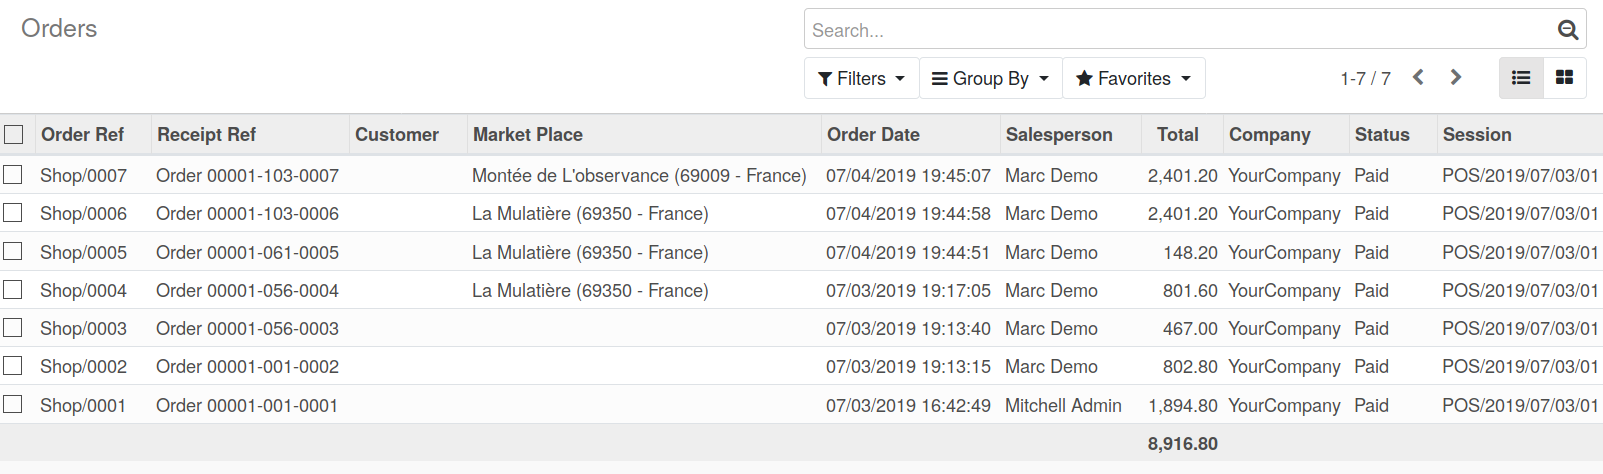 Orders
Search...
Filters Group By Favorites 1-7 / 7
Order Ref Receipt Ref Customer Market Place Order Date Salesperson Total Company Status Session
Shop/0007 Order 00001-103-0007 Montée de L'observance (69009 - France) 07/04/2019 19:45:07 Marc Demo 2,401.20 YourCompany Paid POS/2019/07/03/01
Shop/0006 Order 00001-103-0006 La Mulatière (69350 - France) 07/04/2019 19:44:58 Marc Demo 2,401.20 YourCompany Paid POS/2019/07/03/01
Shop/0005 Order 00001-061-0005 La Mulatière (69350 - France) 07/04/2019 19:44:51 Marc Demo 148.20 YourCompany Paid POS/2019/07/03/01
Shop/0004 Order 00001-056-0004 La Mulatière (69350 - France) 07/03/2019 19:17:05 Marc Demo 801.60 YourCompany Paid POS/2019/07/03/01
Shop/0003 Order 00001-056-0003 07/03/2019 19:13:40 Marc Demo 467.00 YourCompany Paid POS/2019/07/03/01
Shop/0002 Order 00001-001-0002 07/03/2019 19:13:15 Marc Demo 802.80 YourCompany Paid POS/2019/07/03/01
Shop/0001 Order 00001-001-0001 07/03/2019 16:42:49 Mitchell Admin 1,894.80 YourCompany Paid POS/2019/07/03/01
8,916.80